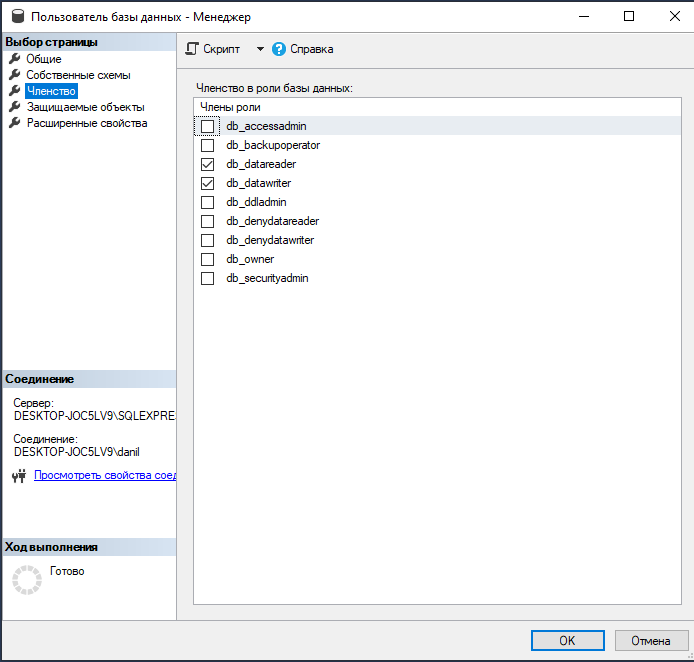 Пользователь базы данных - Менеджер
Выбор страницы
Общие
Собственные схемы
Членство
Защищаемые объекты
Расширенные свойства
Скрипт
Справка
Членство в роли базы данных:
Члены роли
db_accessadmin
db_backupoperator
db_datareader
db_datawriter
db_ddladmin
db_denydatareader
db_denydatawriter
db_owner
db_securityadmin
Соединение
Сервер:
DESKTOP-JOC5LV9\SQLEXPRE
Соединение:
DESKTOP-JOC5LV9\danil
Просмотреть свойства соед
Ход выполнения
Готово
OK
Отмена